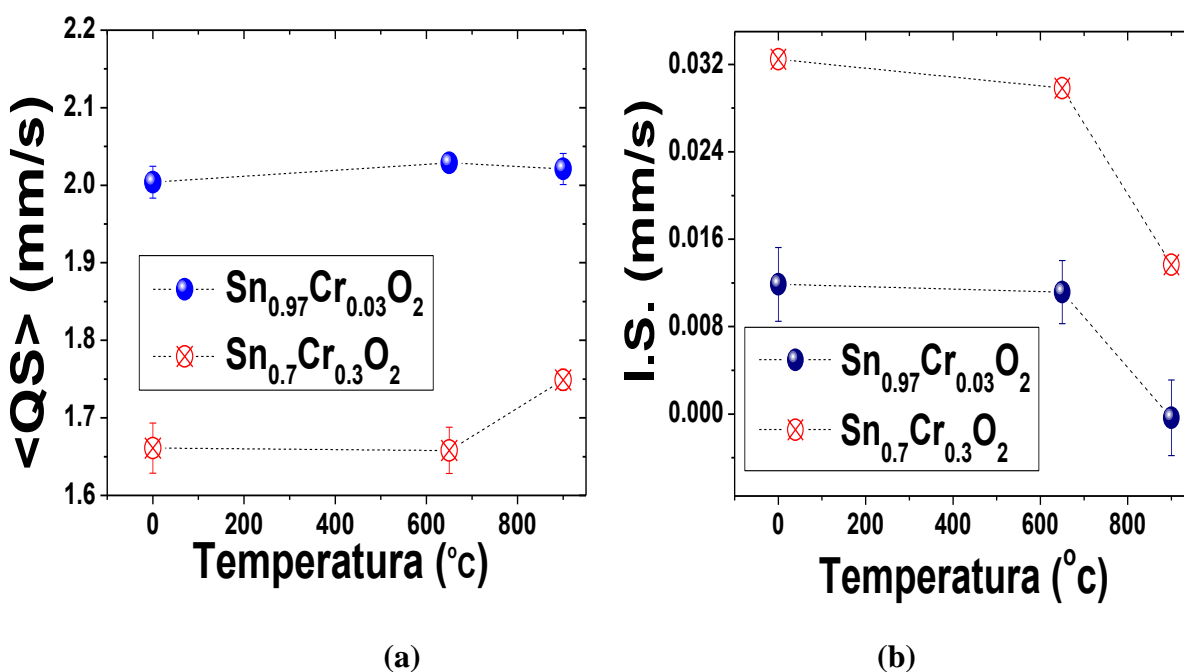 2.2
2.1
2.0
1.9
1.8
1.7
1.6
<QS> (mm/s)
Sn0.97Cr0.03O2
Sn0.7Cr0.3O2
0 200 400 600 800
Temperatura (°c)
(a)
0.032
0.024
0.016
0.008
0.000
I.S. (mm/s)
Sn0.97Cr0.03O2
Sn0.7Cr0.3O2
0 200 400 600 800
Temperatura (°c)
(b)